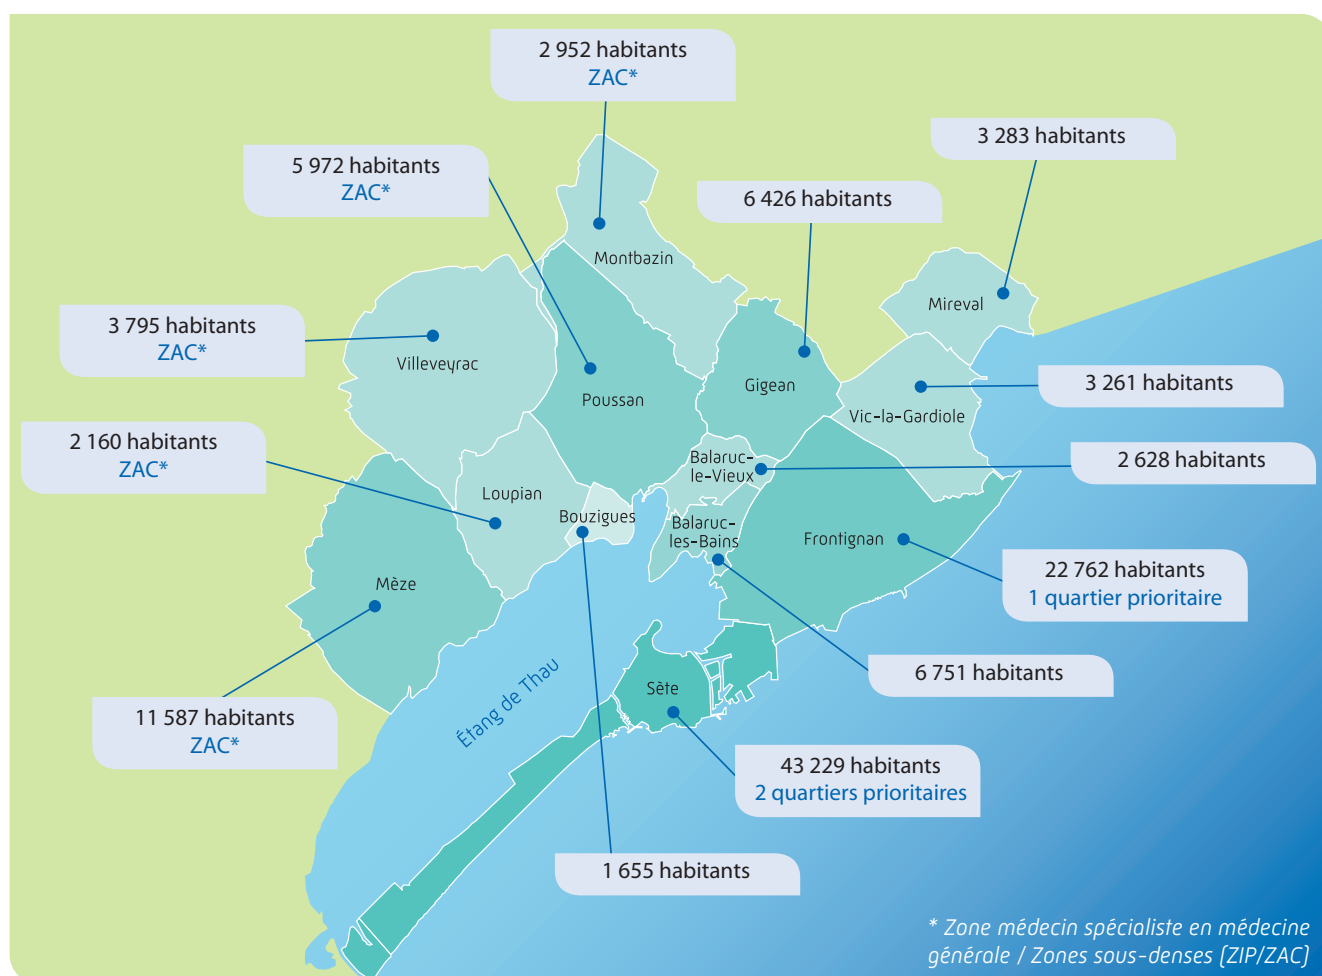 2 952 habitants
ZAC*
3 283 habitants
5 972 habitants
ZAC*
6 426 habitants
Montbazin
Mireval
3 795 habitants
ZAC*
Villeveyrac
Gigean
3 261 habitants
Poussan
Vic-la-Gardiole
2 160 habitants
ZAC*
Balaruc-
le-Vieux
2 628 habitants
Loupian
Bouzigues
Balaruc-
les-Bains
Frontignan
Mèze
22 762 habitants
1 quartier prioritaire
6 751 habitants
Sète
Étang de Thau
11 587 habitants
ZAC*
43 229 habitants
2 quartiers prioritaires
1 655 habitants
* Zone médecin spécialiste en médecine
générale / Zones sous-denses (ZIP/ZAC)